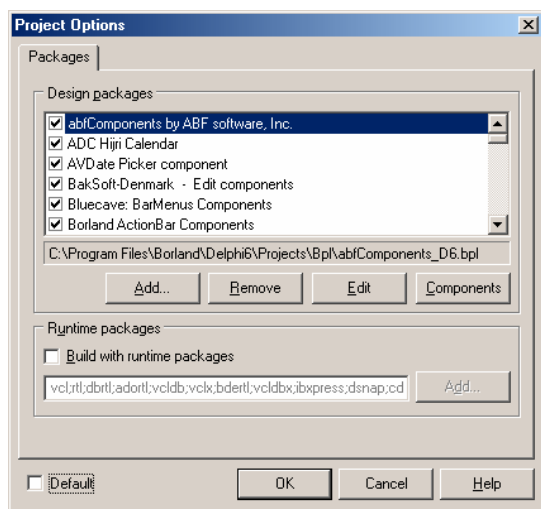 Project Options
Packages
Design packages
abfComponents by ABF software, Inc.
ADC Hijri Calendar
AVDate Picker component
BakSoft-Denmark - Edit components
Bluecave: BarMenus Components
Borland ActionBar Components
C:\Program Files\Borland\Delphi6\Projects\Bpl\abfComponents_D6.bpl
Add... Remove Edit Components
Runtime packages
Build with runtime packages
vcl;rtl;dbrtl;adortl;vcldb;vclx;bdertl;vcldbx;ibxpress;dsnap;cd Add...
Default OK Cancel Help